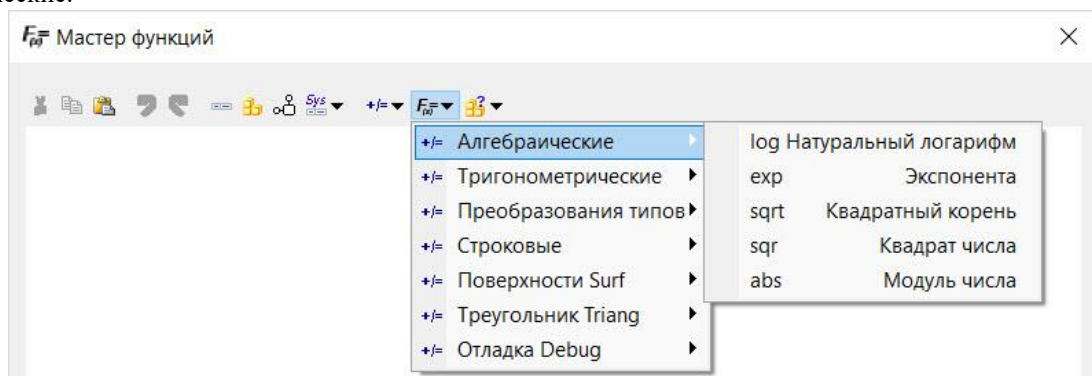 F(x)= Мастер функций
Sys +/= F(x)=
+/= Алгебраические
+/= Тригонометрические
+/= Преобразования типов
+/= Строковые
+/= Поверхности Surf
+/= Треугольник Triang
+/= Отладка Debug
log Натуральный логарифм
exp Экспонента
sqrt Квадратный корень
sqr Квадрат числа
abs Модуль числа